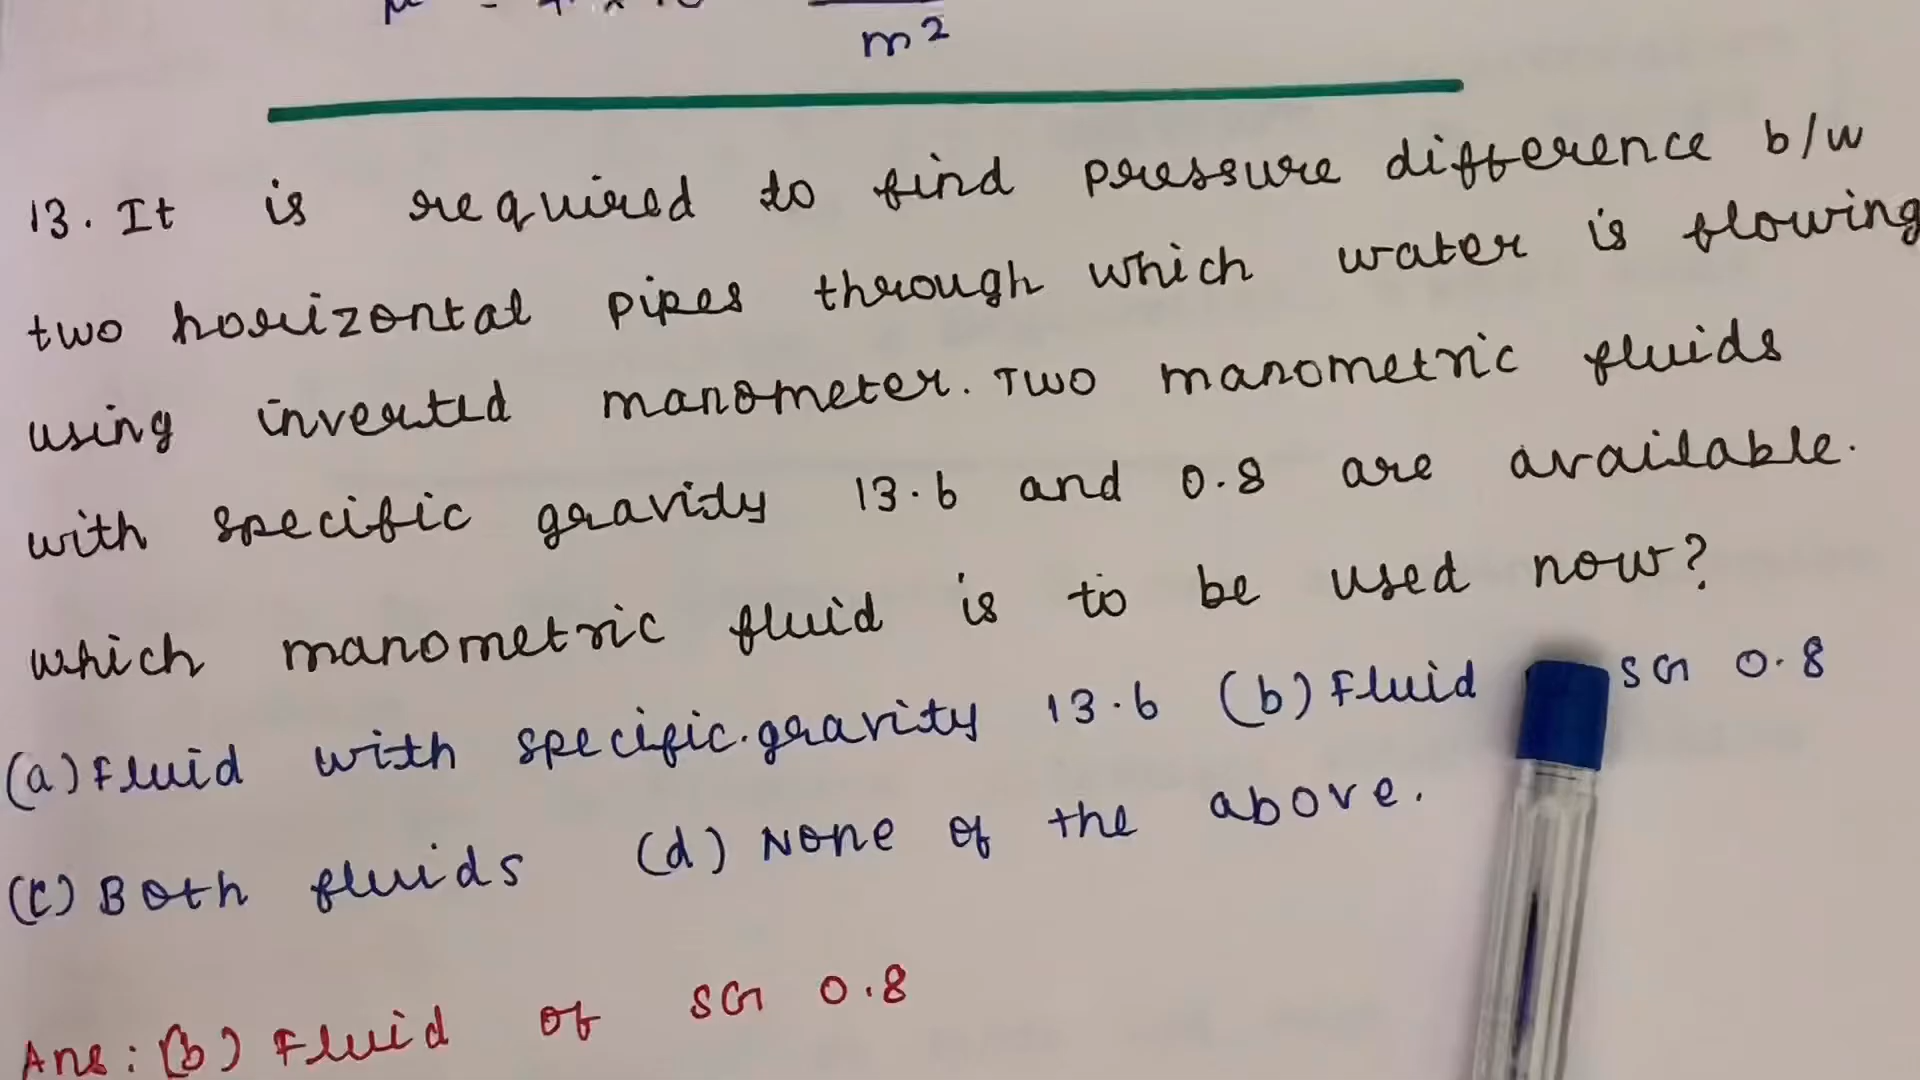 m²
13. It is required to find pressure difference b/w
two horizontal pipes through which water is flowing
using inverted manometer. Two manometric fluids
with specific gravity 13.6 and 0.8 are available.
which manometric fluid is to be used now?
(a) Fluid with specific.gravity 13.6 (b) Fluid SG 0.8
(c) Both fluids (d) None of the above.
Ans: (b) Fluid of SG 0.8